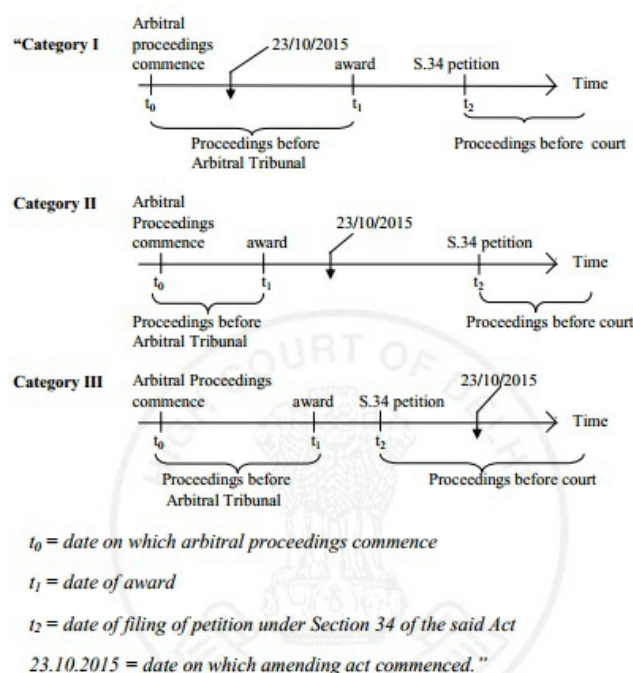 “Category I
Arbitral
proceedings
commence
23/10/2015
award
S.34 petition
Time
t0
t1
t2
Proceedings before
Arbitral Tribunal
Proceedings before court
Category II
Arbitral
Proceedings
commence
award
23/10/2015
S.34 petition
Time
t0
t1
t2
Proceedings before
Arbitral Tribunal
Proceedings before court
Category III
Arbitral Proceedings
commence
award
S.34 petition
23/10/2015
Time
t0
t1
t2
Proceedings before
Arbitral Tribunal
Proceedings before court
t0 = date on which arbitral proceedings commence
t1 = date of award
t2 = date of filing of petition under Section 34 of the said Act
23.10.2015 = date on which amending act commenced.”
HIGH COURT OF DELHI